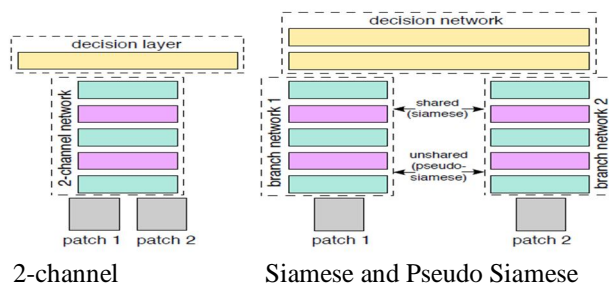 decision layer
2-channel network
patch 1 patch 2
decision network
branch network 1
shared
(siamese)
unshared
(pseudo-
siamese)
branch network 2
patch 1
patch 2
2-channel
Siamese and Pseudo Siamese